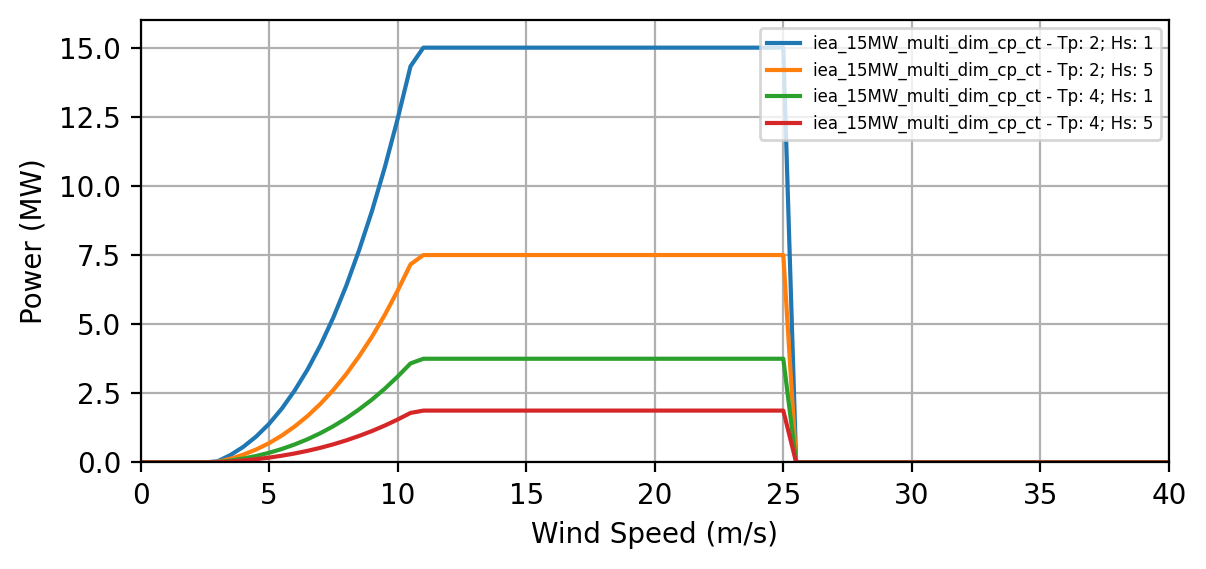 15.0
12.5
10.0
7.5
5.0
2.5
0.0
Power (MW)
iea_15MW_multi_dim_cp_ct - Tp: 2; Hs: 1
iea_15MW_multi_dim_cp_ct - Tp: 2; Hs: 5
iea_15MW_multi_dim_cp_ct - Tp: 4; Hs: 1
iea_15MW_multi_dim_cp_ct - Tp: 4; Hs: 5
0 5 10 15 20 25 30 35 40
Wind Speed (m/s)